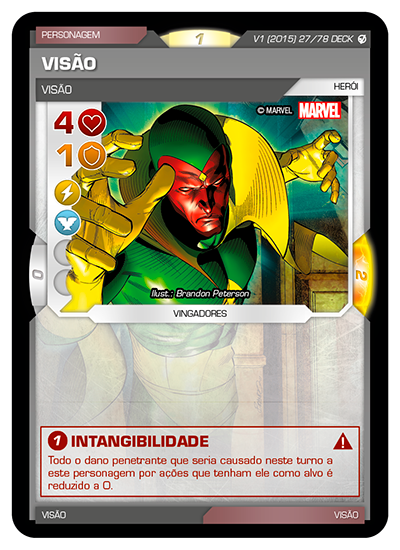 PERSONAGEM
1
V1 (2015) 27/78 DECK
VISÃO
VISÃO
HERÓI
© MARVEL MARVEL
4
1
0
2
Ilust.: Brandon Peterson
VINGADORES
1 INTANGIBILIDADE
Todo o dano penetrante que seria causado neste turno a
este personagem por ações que tenham ele como alvo é
reduzido a 0.
VISÃO
VISÃO